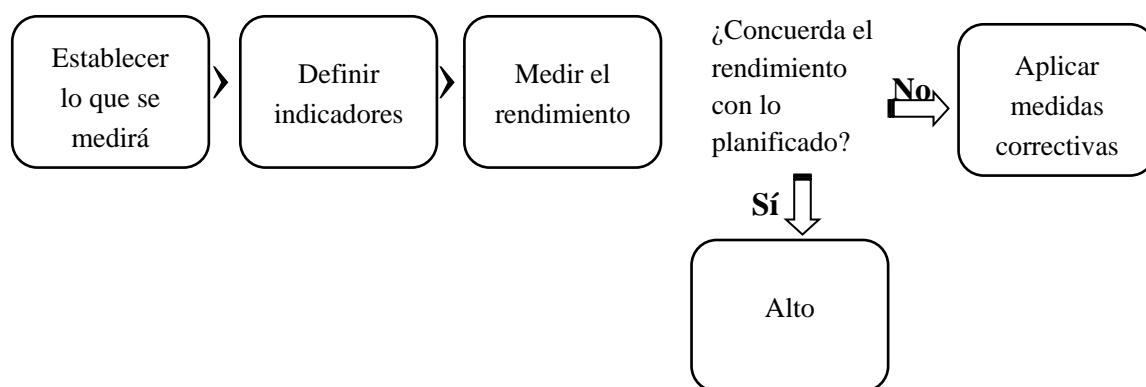 Establecer
lo que se
medirá
Definir
indicadores
Medir el
rendimiento
¿Concuerda el
rendimiento
con lo
planificado?
No
Aplicar
medidas
correctivas
Sí
Alto